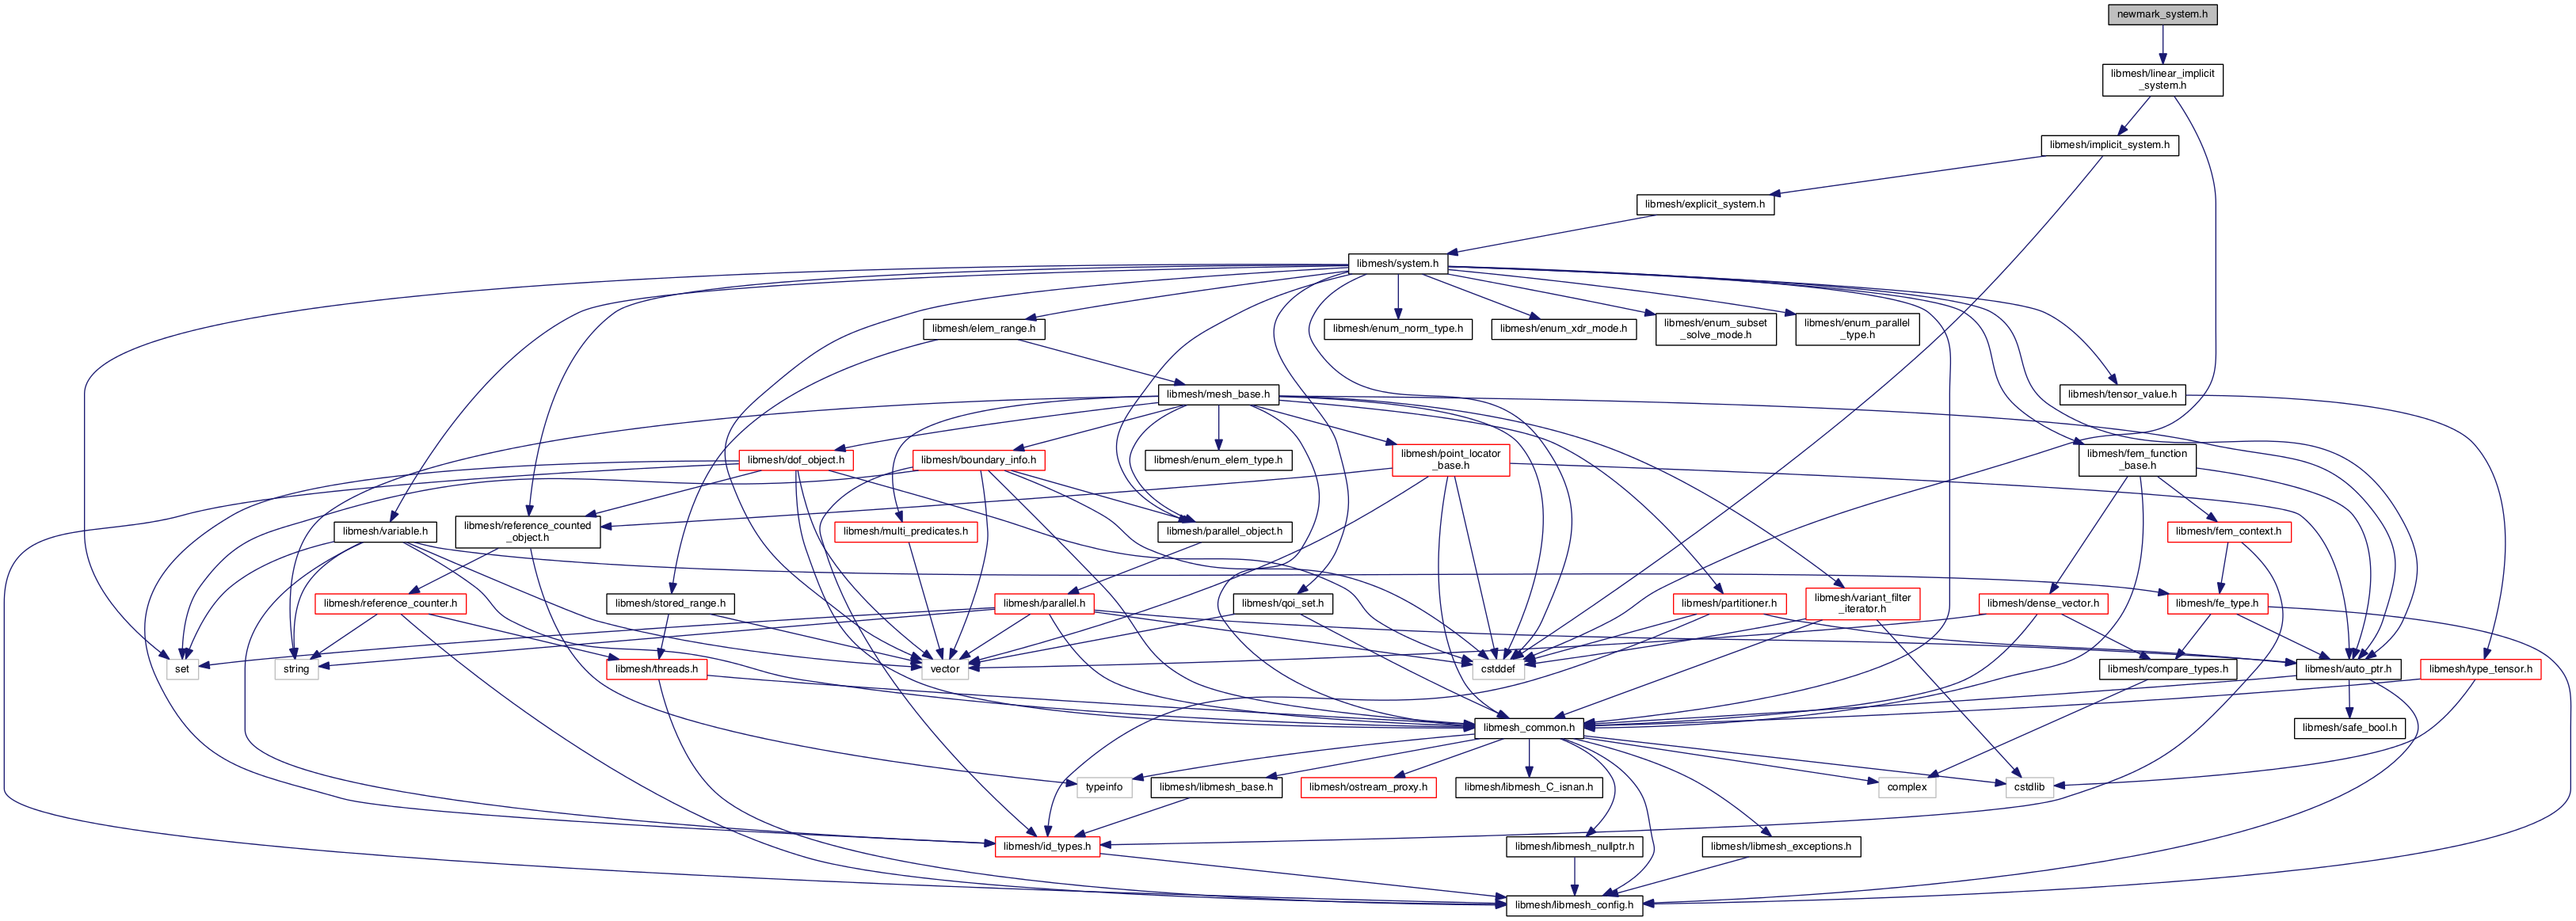 newmark_system.h
libmesh/linear_implicit
_system.h
libmesh/implicit_system.h
libmesh/explicit_system.h
libmesh/system.h
libmesh/elem_range.h
libmesh/enum_norm_type.h
libmesh/enum_xdr_mode.h
libmesh/enum_subset
_solve_mode.h
libmesh/enum_parallel
_type.h
libmesh/mesh_base.h
libmesh/tensor_value.h
libmesh/dof_object.h
libmesh/boundary_info.h
libmesh/enum_elem_type.h
libmesh/point_locator
_base.h
libmesh/fem_function
_base.h
libmesh/variable.h
libmesh/reference_counted
_object.h
libmesh/multi_predicates.h
libmesh/parallel_object.h
libmesh/fem_context.h
libmesh/reference_counter.h
libmesh/stored_range.h
libmesh/parallel.h
libmesh/qoi_set.h
libmesh/partitioner.h
libmesh/variant_filter
_iterator.h
libmesh/dense_vector.h
libmesh/fe_type.h
set
string
libmesh/threads.h
vector
cstddef
libmesh/compare_types.h
libmesh/auto_ptr.h
libmesh/type_tensor.h
libmesh_common.h
libmesh/safe_bool.h
typeinfo
libmesh/libmesh_base.h
libmesh/ostream_proxy.h
libmesh/libmesh_C_isnan.h
complex
cstdlib
libmesh/id_types.h
libmesh/libmesh_nullptr.h
libmesh/libmesh_exceptions.h
libmesh/libmesh_config.h